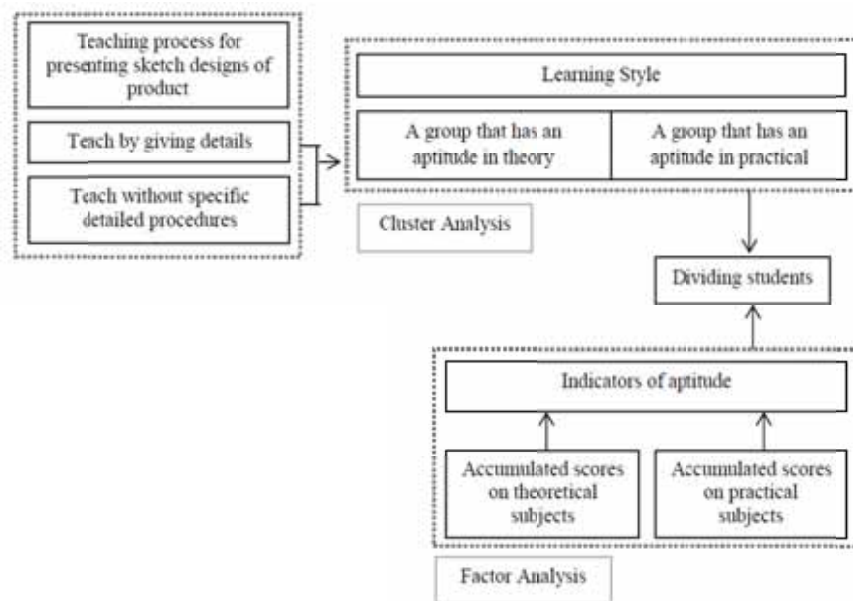 Teaching process for
presenting sketch designs of
product
Teach by giving details
Teach without specific
detailed procedures
Learning Style
A group that has an
aptitude in theory
A group that has an
aptitude in practical
Cluster Analysis
Dividing students
Indicators of aptitude
Accumulated scores
on theoretical
subjects
Accumulated scores
on practical
subjects
Factor Analysis